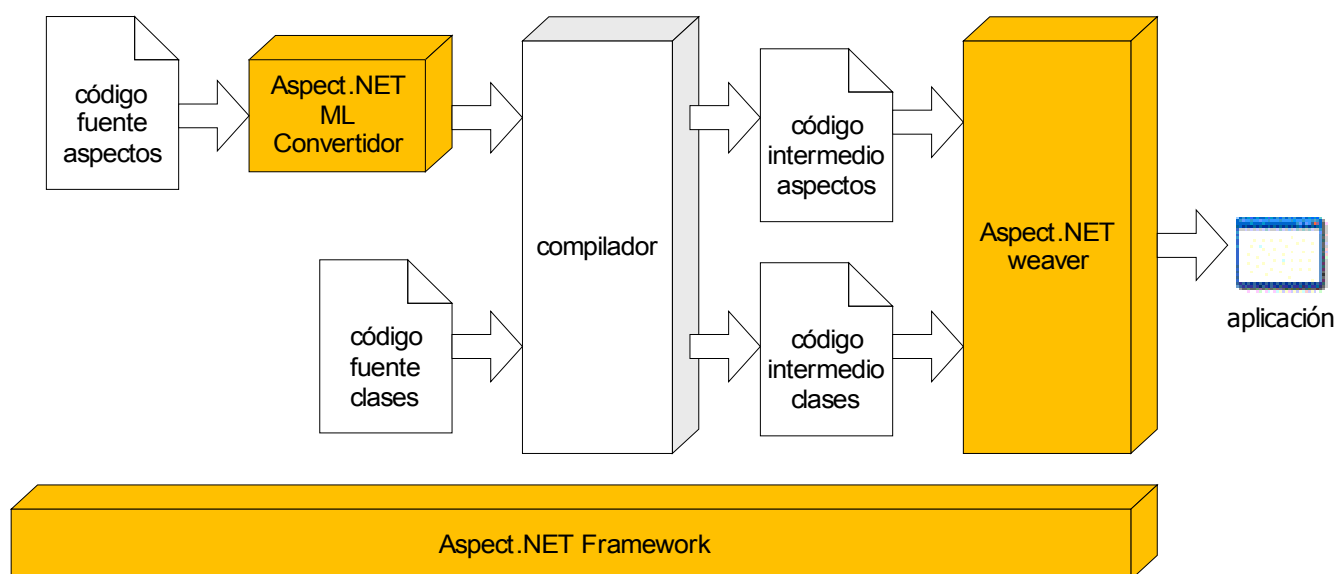 código
fuente
aspectos
Aspect.NET
ML
Convertidor
código
fuente
clases
compilador
código
intermedio
aspectos
código
intermedio
clases
Aspect.NET
weaver
aplicación
Aspect.NET Framework